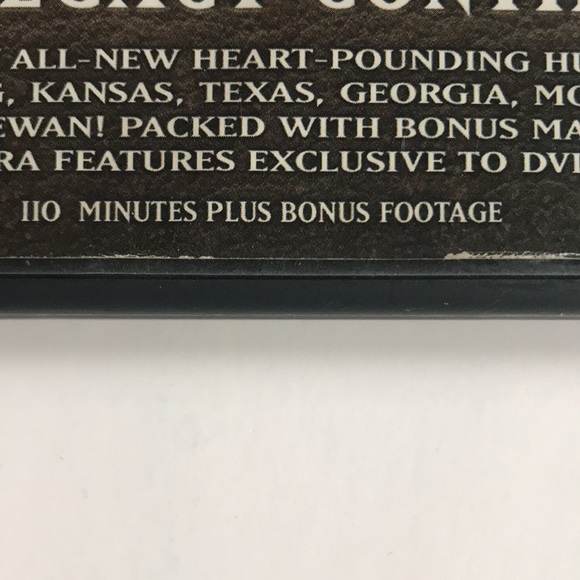 ALL-NEW HEART-POUNDING
KANSAS, TEXAS, GEORGIA,
PACKED WITH BONUS
FEATURES EXCLUSIVE TO
110 MINUTES PLUS BONUS FOOTAGE